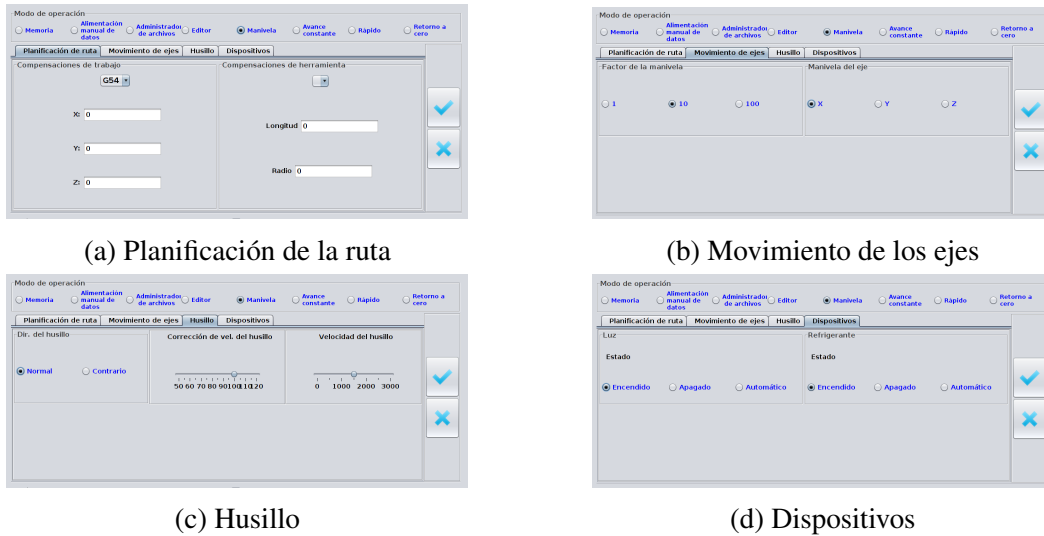 Modo de operación
Memoria Alimentación manual de datos Administrador de archivos Editor Manivela Avance constante Rápido Retorno a cero
Planificación de ruta Movimiento de ejes Husillo Dispositivos
Compensaciones de trabajo Compensaciones de herramienta
G54
X: 0
Longitud 0
Y: 0
Radio 0
Z: 0
(a) Planificación de la ruta
Modo de operación
Memoria Alimentación manual de datos Administrador de archivos Editor Manivela Avance constante Rápido Retorno a cero
Planificación de ruta Movimiento de ejes Husillo Dispositivos
Factor de la manivela Manivela del eje
1 10 100 X Y Z
(b) Movimiento de los ejes
Modo de operación
Memoria Alimentación manual de datos Administrador de archivos Editor Manivela Avance constante Rápido Retorno a cero
Planificación de ruta Movimiento de ejes Husillo Dispositivos
Dir. del husillo Corrección de vel. del husillo Velocidad del husillo
Normal Contrario
50 60 70 80 90 100 110 120 0 1000 2000 3000
(c) Husillo
Modo de operación
Memoria Alimentación manual de datos Administrador de archivos Editor Manivela Avance constante Rápido Retorno a cero
Planificación de ruta Movimiento de ejes Husillo Dispositivos
Luz Refrigerante
Estado Estado
Encendido Apagado Automático Encendido Apagado Automático
(d) Dispositivos